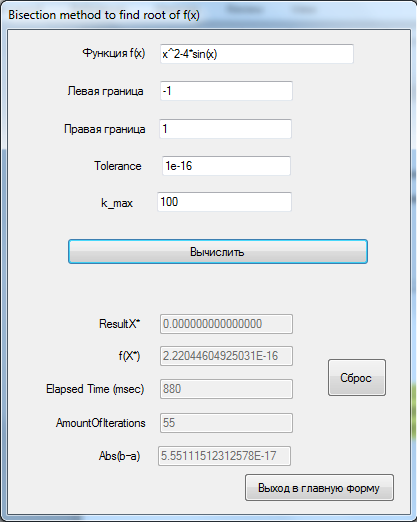 Bisection method to find root of f(x)
Функция f(x) x^2-4*sin(x)
Левая граница -1
Правая граница 1
Tolerance 1e-16
k_max 100
Вычислить
ResultX* 0.000000000000000
f(X*) 2.22044604925031E-16
Сброс
Elapsed Time (msec) 880
AmountOfIterations 55
Abs(b-a) 5.55111512312578E-17
Выход в главную форму